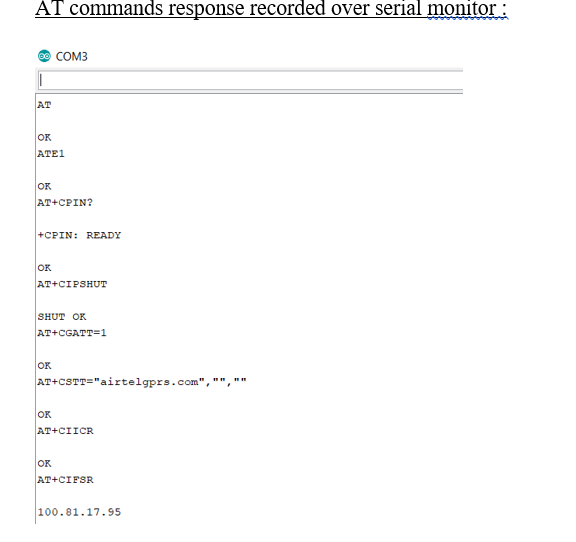 AT commands response recorded over serial monitor :
COM3
AT
OK
ATE1
OK
AT+CPIN?
+CPIN: READY
OK
AT+CIPSHUT
SHUT OK
AT+CGATT=1
OK
AT+CSTT="airtelgprs.com","",""
OK
AT+CIICR
OK
AT+CIFSR
100.81.17.95